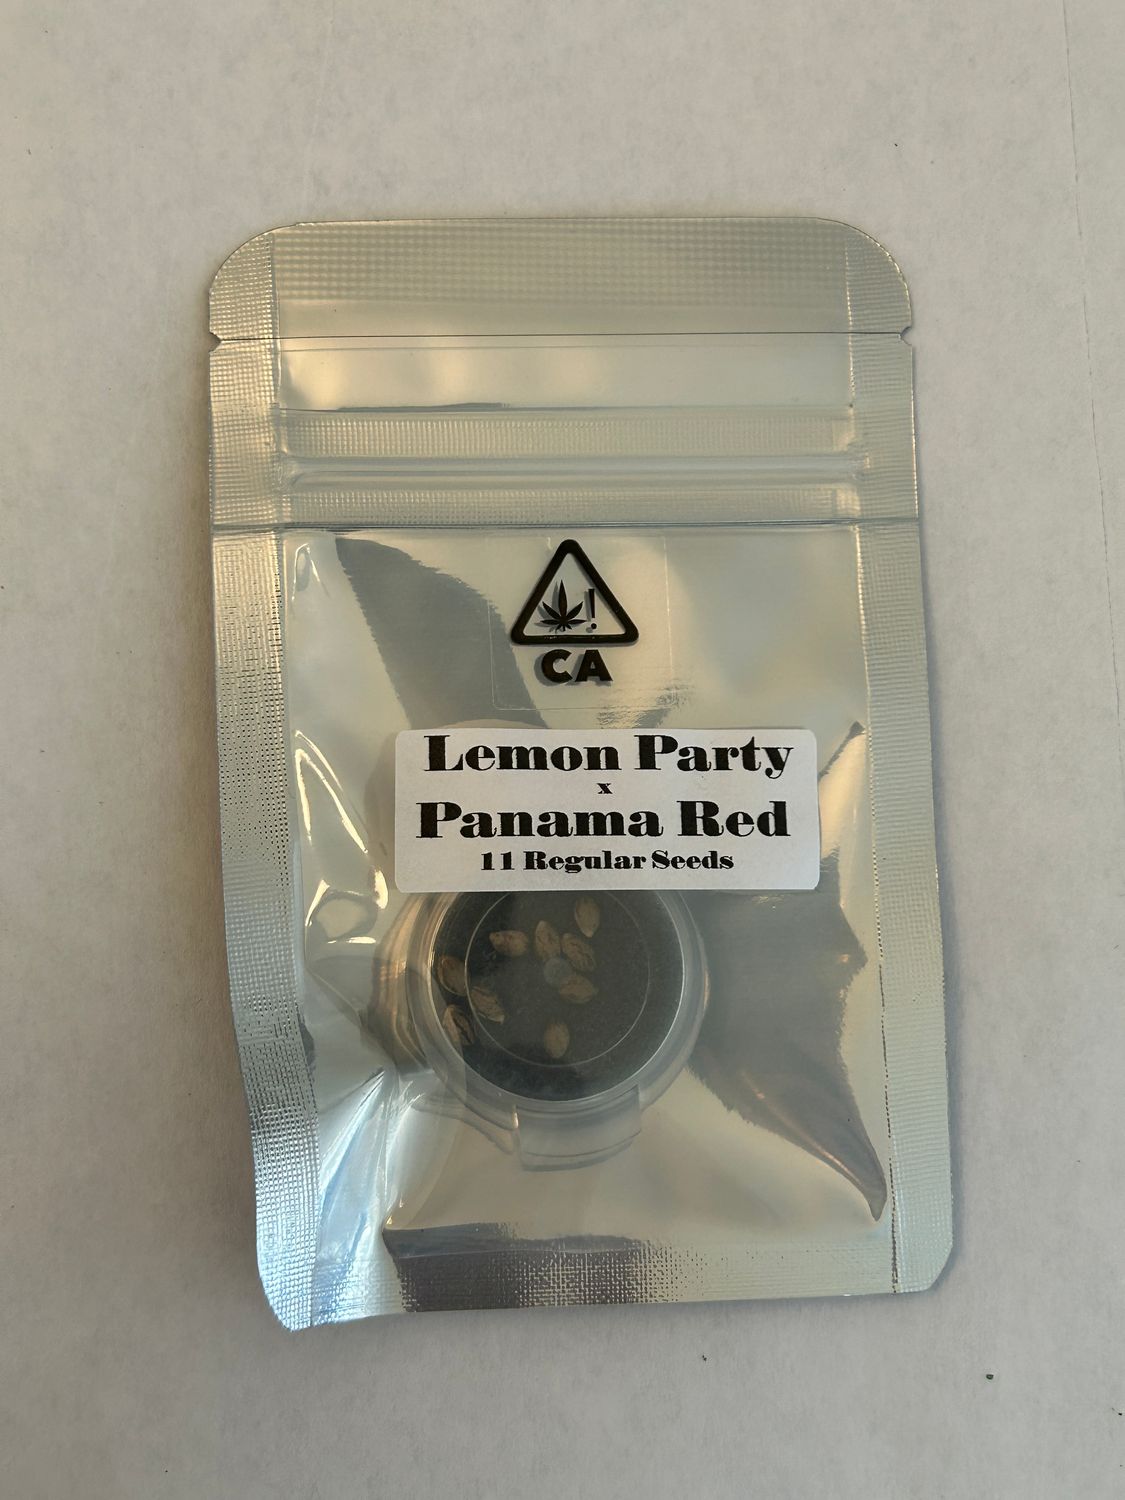 !
CA
Lemon Party
x
Panama Red
11 Regular Seeds